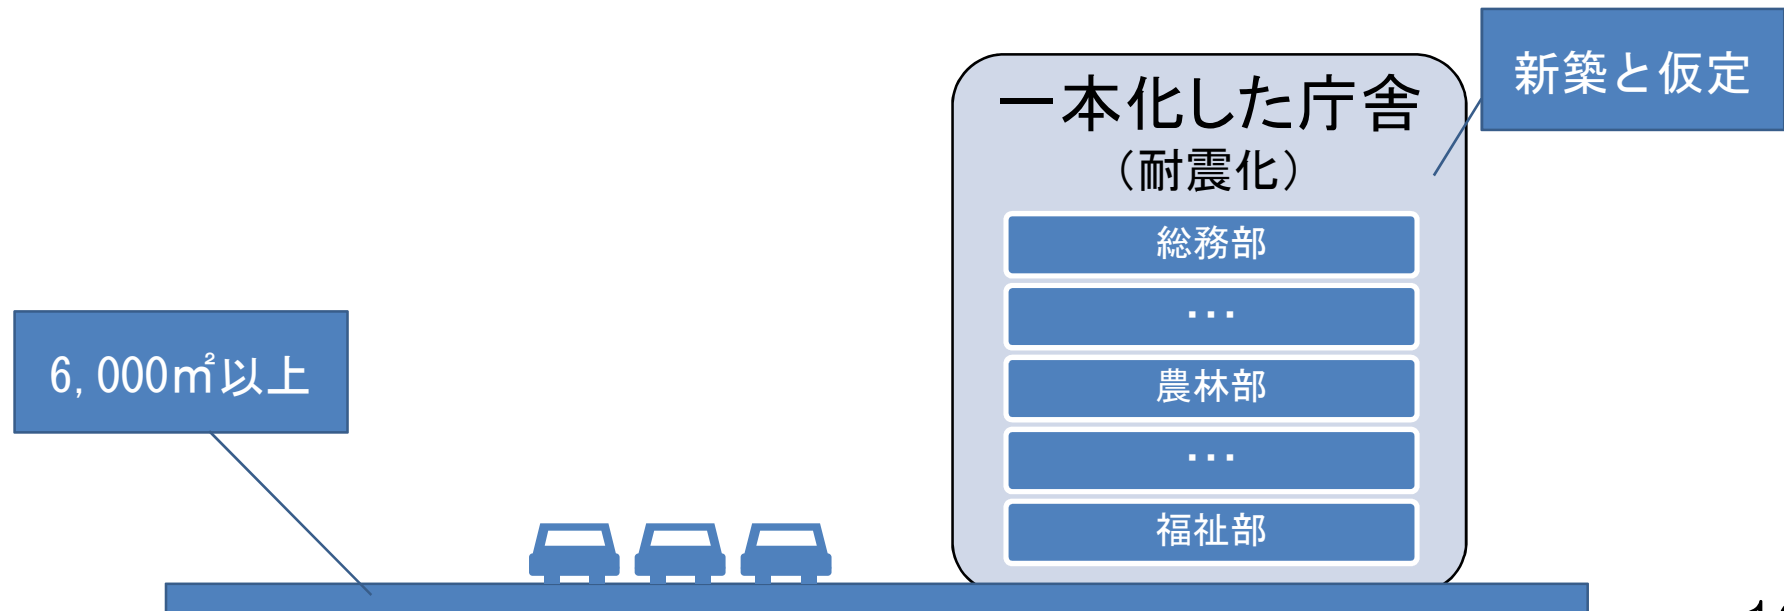 新築と仮定
一本化した庁舎
（耐震化）
総務部
・・・
農林部
・・・
福祉部
6,000㎡以上